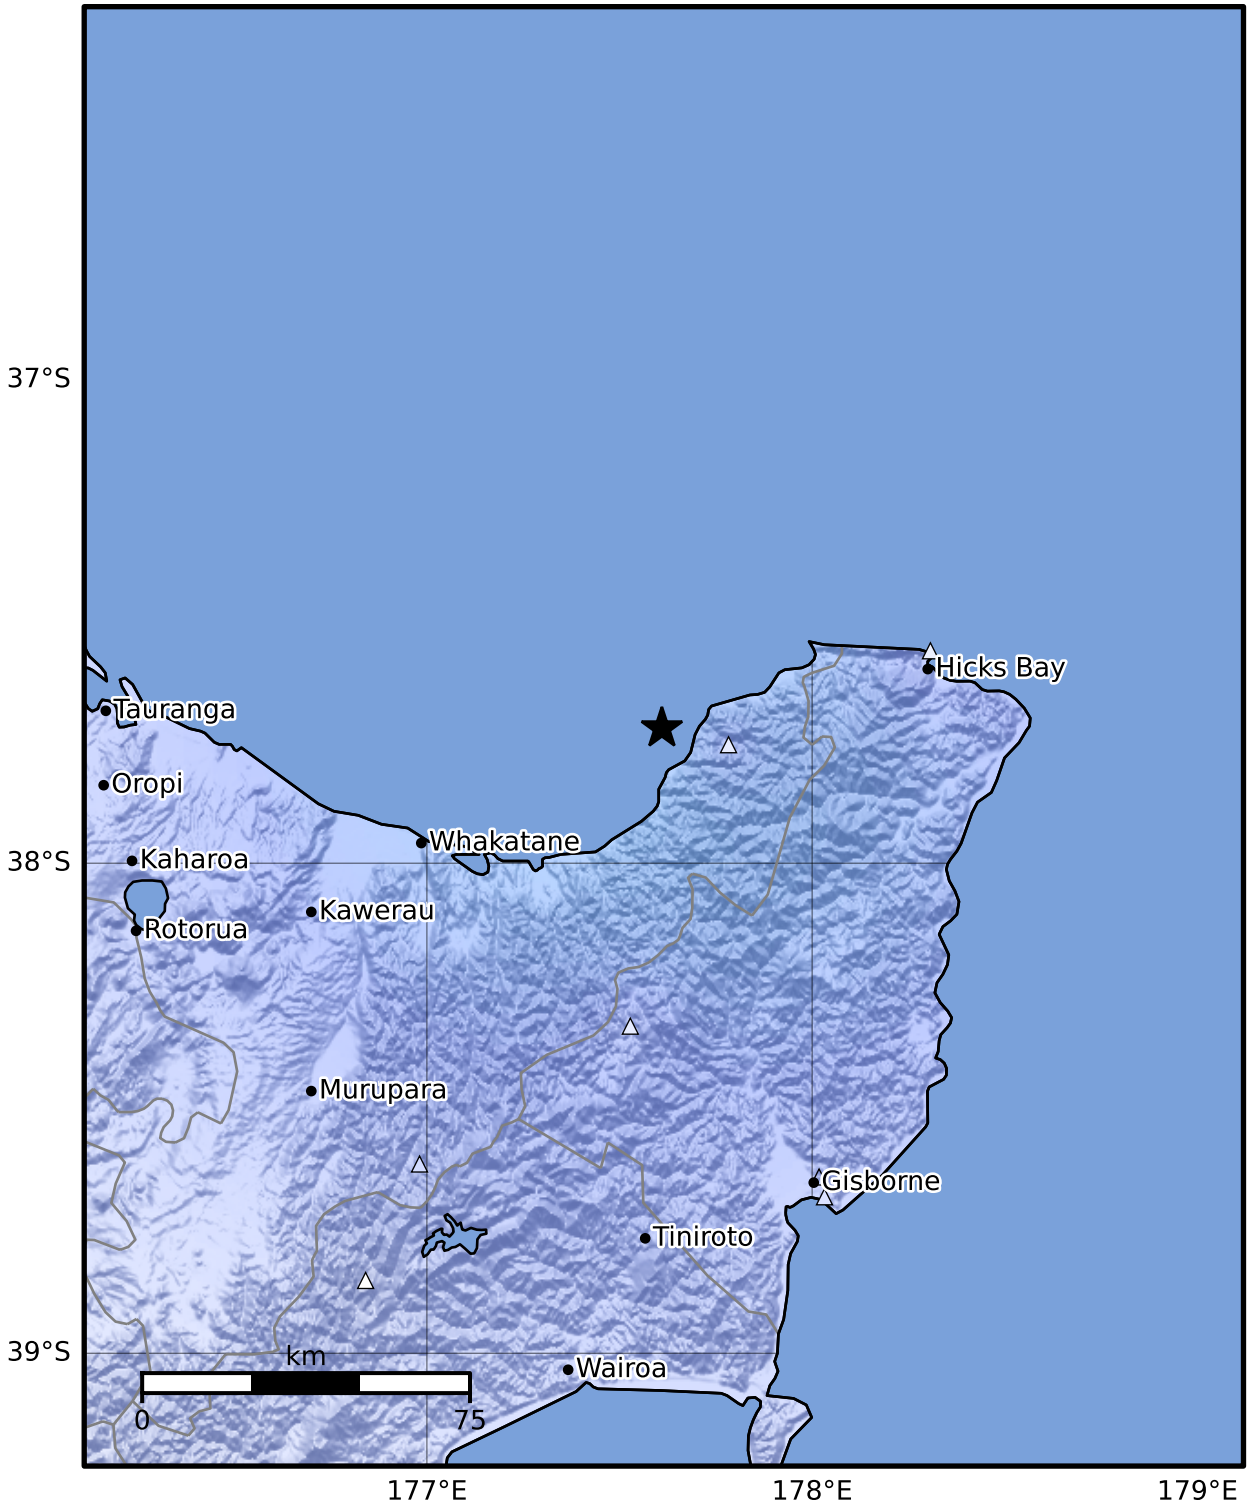 37°S
Hicks Bay
Tauranga
Oropi
Whakatane
Kaharoa
38°S
Kawerau
Rotorua
Murupara
Gisborne
Tiniroto
39°S
km
Wairoa
0
75
177°E
178°E
179°E